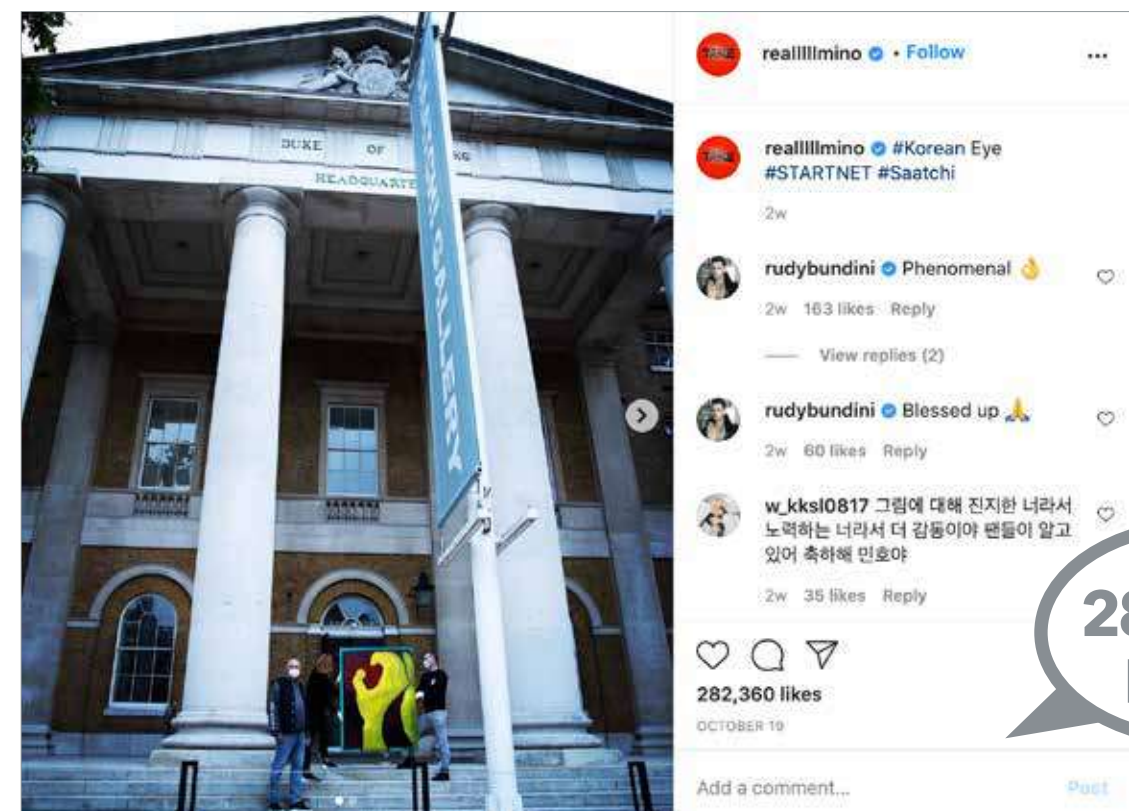 DUKE OF
HEADQUARTE
GALLERY
reallllllmino • Follow
reallllllmino #Korean Eye
#STARTNET #Saatchi
2w
rudybundini Phenomenal 👌
2w 163 likes Reply
View replies (2)
rudybundini Blessed up 🙏
2w 60 likes Reply
w_kksl0817 그림에 대해 진지한 너라서
노력하는 너라서 더 감동이야 팬들이 알고
있어 축하해 민호야
2w 35 likes Reply
28
282,360 likes
OCTOBER 19
Add a comment...
Post